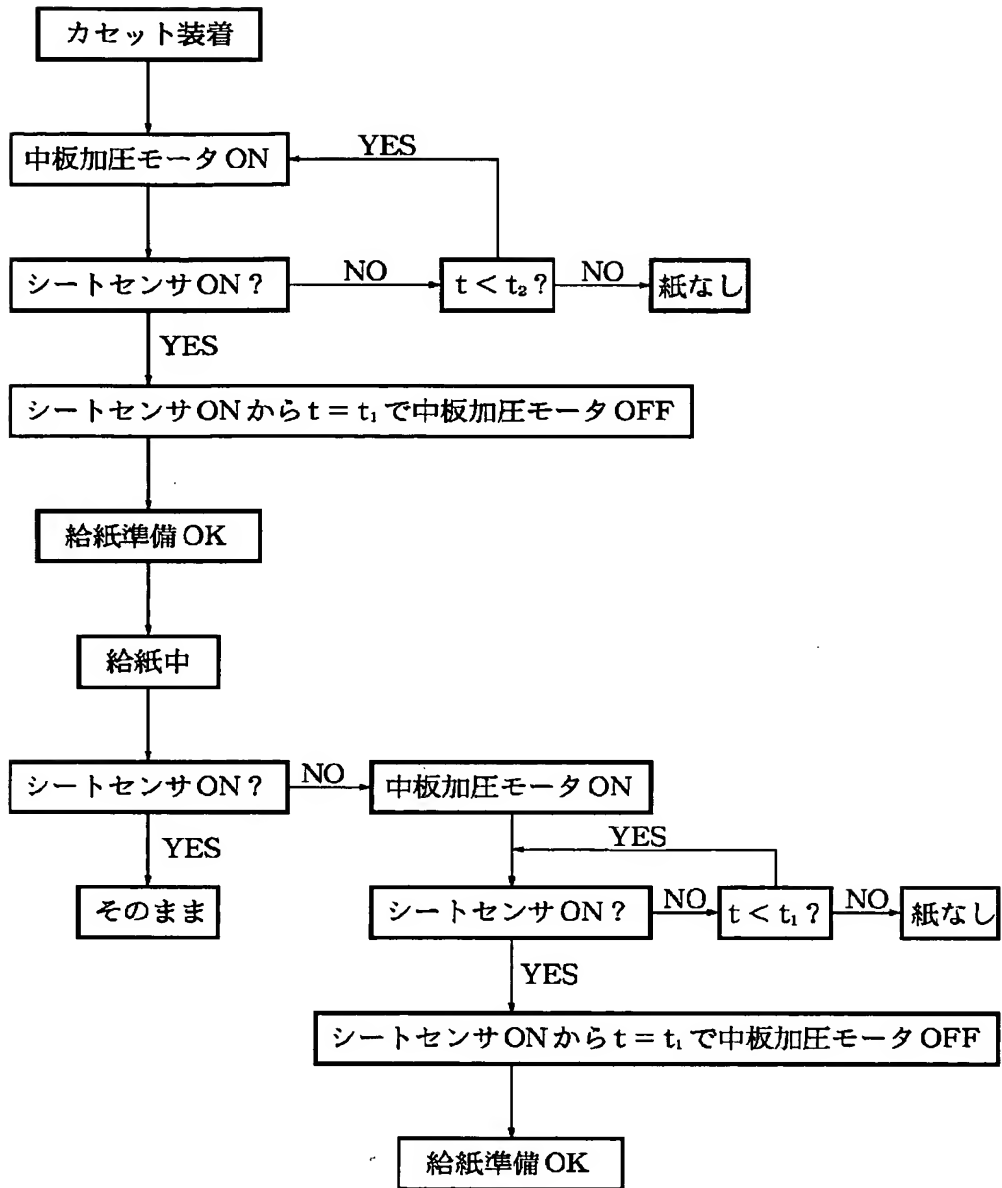 カセット装着
中板加圧モータON
YES
シートセンサON？
NO
t＜t₂？
NO
紙なし
YES
シートセンサONからt＝t₁で中板加圧モータOFF
給紙準備OK
給紙中
シートセンサON？
NO
中板加圧モータON
YES
YES
そのまま
シートセンサON？
NO
t＜t₁？
NO
紙なし
YES
シートセンサONからt＝t₁で中板加圧モータOFF
給紙準備OK